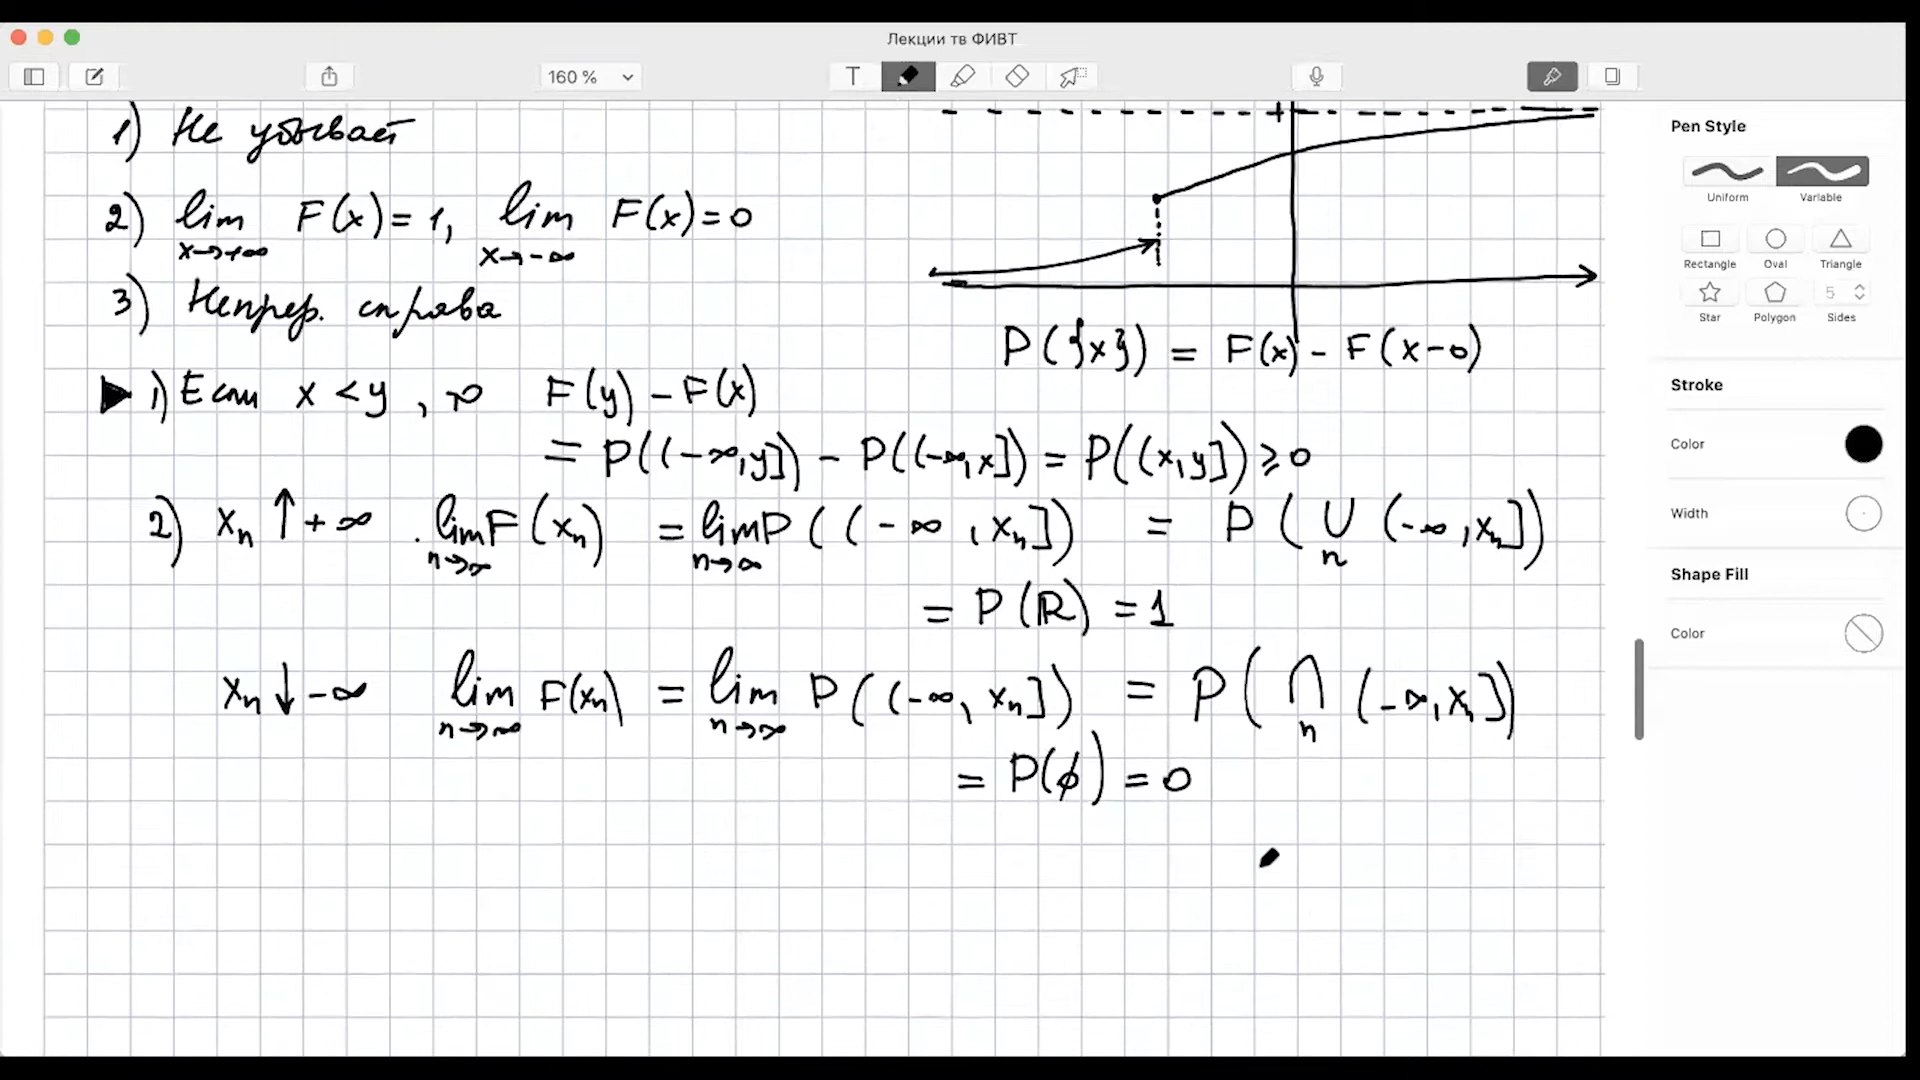 Лекции тв ФИВТ
160 %
T
1) Не убывает
2) lim F(x) = 1, lim F(x) = 0
x→+∞ x→-∞
3) Непрер. справа
P({x}) = F(x) - F(x-0)
1) Если x < y, то F(y) - F(x)
= P((-∞,y]) - P((-∞,x]) = P((x,y]) ⩾ 0
2) xₙ ↑ +∞ . lim F(xₙ) = lim P((-∞, xₙ]) = P(∪ (-∞, xₙ])
n→∞ n→∞ n
= P(ℝ) = 1
xₙ ↓ -∞ lim F(xₙ) = lim P((-∞, xₙ]) = P(∩ (-∞, xₙ])
n→∞ n→∞ n
= P(∅) = 0
Pen Style
Uniform Variable
Rectangle Oval Triangle
5
Star Polygon Sides
Stroke
Color
Width
Shape Fill
Color